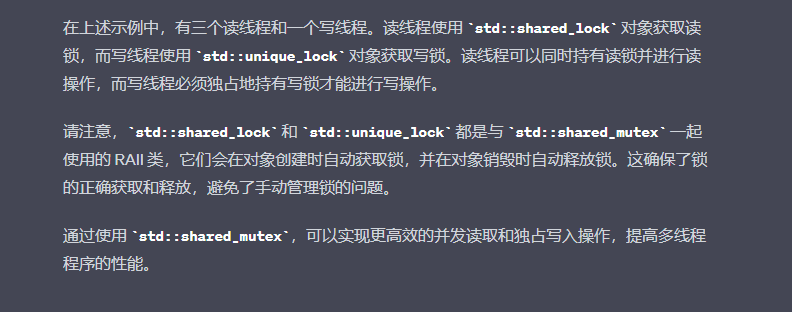 在上述示例中，有三个读线程和一个写线程。读线程使用 `std::shared_lock` 对象获取读
锁，而写线程使用 `std::unique_lock` 对象获取写锁。读线程可以同时持有读锁并进行读
操作，而写线程必须独占地持有写锁才能进行写操作。
请注意，`std::shared_lock` 和 `std::unique_lock` 都是与 `std::shared_mutex` 一起
使用的 RAII 类，它们会在对象创建时自动获取锁，并在对象销毁时自动释放锁。这确保了锁
的正确获取和释放，避免了手动管理锁的问题。
通过使用 `std::shared_mutex`，可以实现更高效的并发读取和独占写入操作，提高多线程
程序的性能。